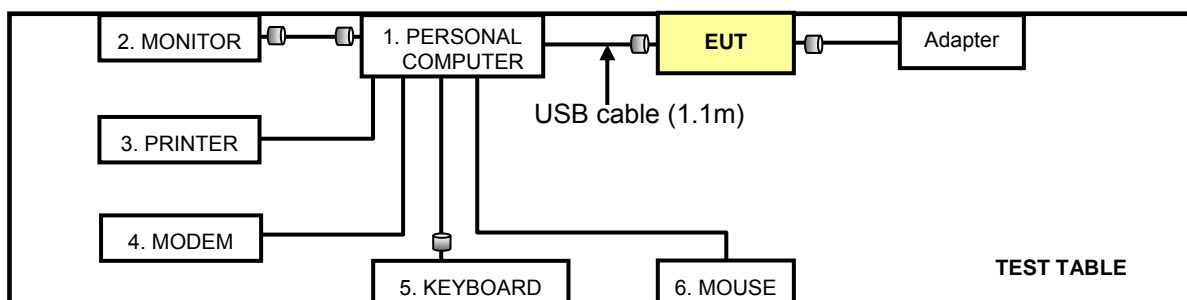 2. MONITOR
1. PERSONAL
COMPUTER
EUT
Adapter
USB cable (1.1m)
3. PRINTER
4. MODEM
5. KEYBOARD
6. MOUSE
TEST TABLE